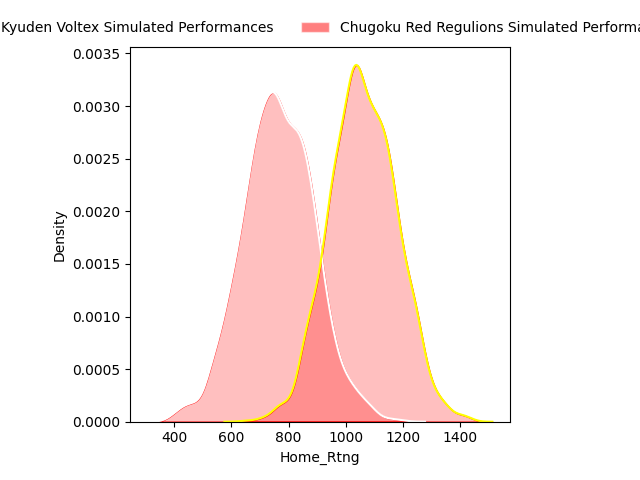 Kyuden Voltex Simulated Performances
Chugoku Red Regulions Simulated Performa
0.0035
0.0030
0.0025
0.0020
0.0015
0.0010
0.0005
0.0000
Density
400 600 800 1000 1200 1400
Home_Rtng